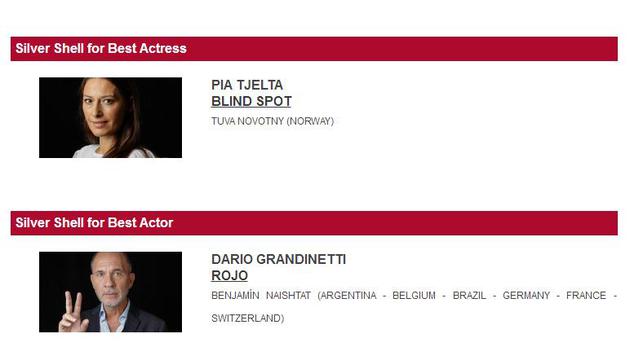 Silver Shell for Best Actress
PIA TJELTA
BLIND SPOT
TUVA NOVOTNY (NORWAY)
Silver Shell for Best Actor
DARIO GRANDINETTI
ROJO
BENJAMÍN NAISHTAT (ARGENTINA - BELGIUM - BRAZIL - GERMANY - FRANCE -
SWITZERLAND)